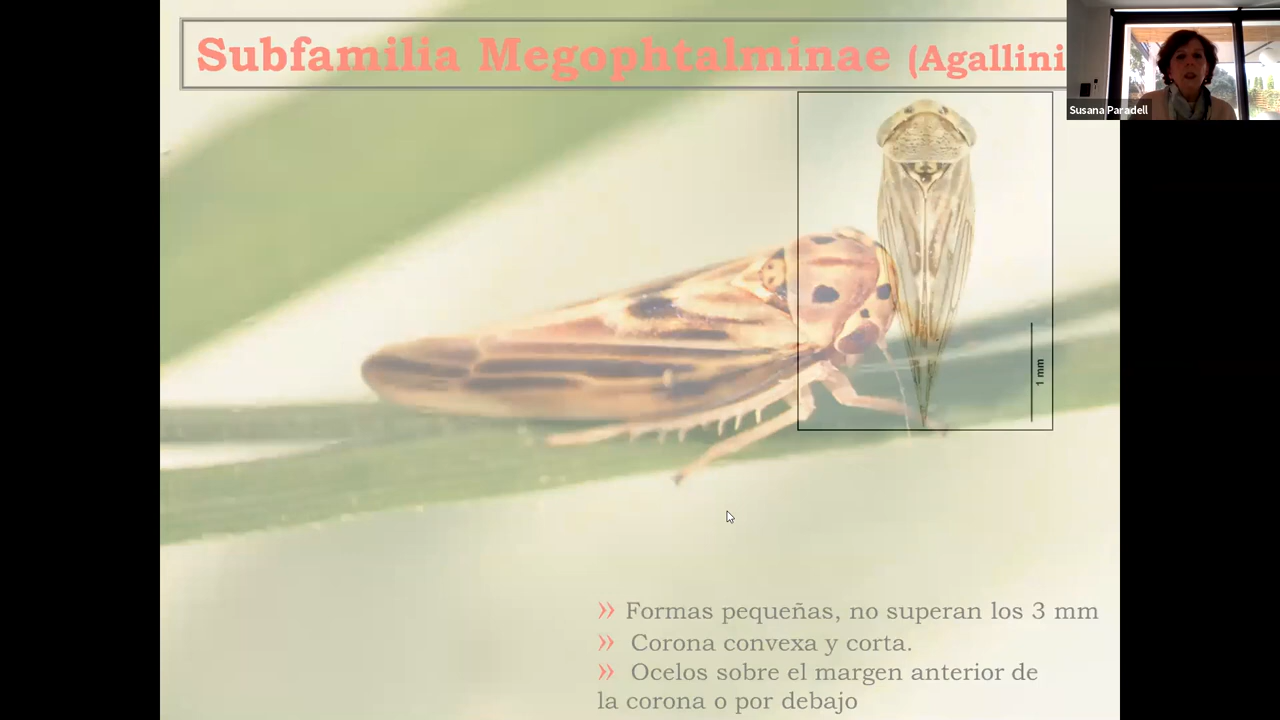 Subfamilia Megophtalminae (Agallini
Susana Paradell
1 mm
» Formas pequeñas, no superan los 3 mm
» Corona convexa y corta.
» Ocelos sobre el margen anterior de
la corona o por debajo